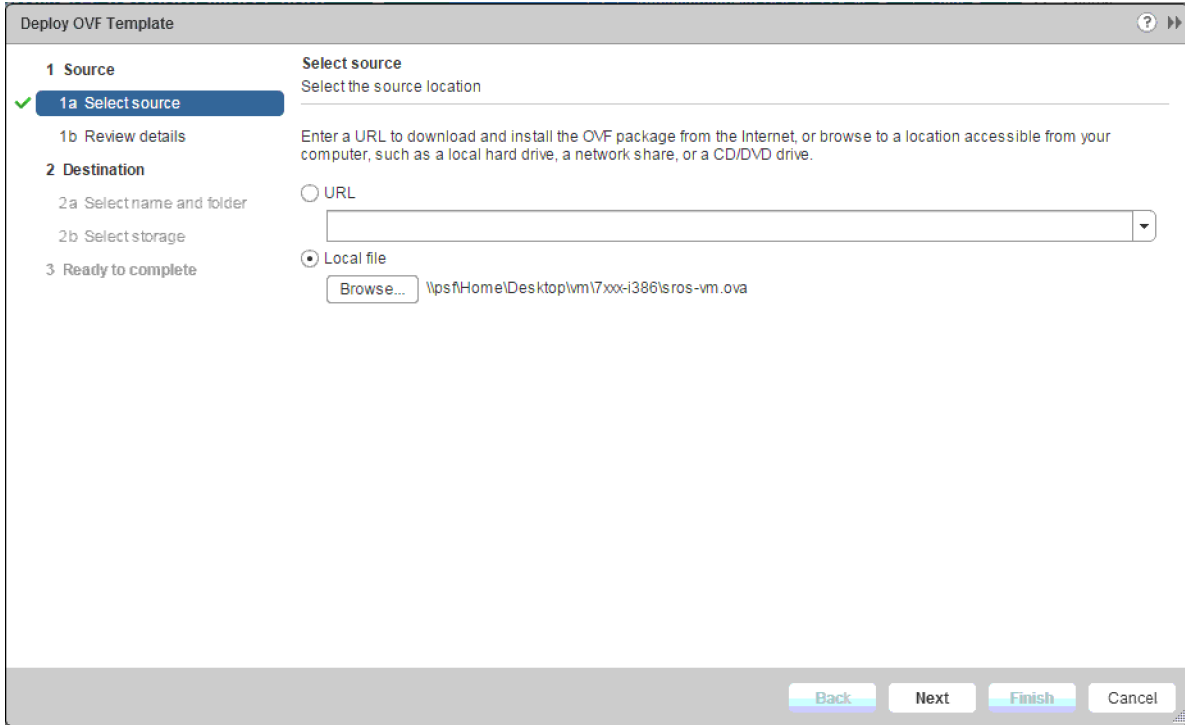 Deploy OVF Template
?
1 Source
1a Select source
1b Review details
2 Destination
2a Select name and folder
2b Select storage
3 Ready to complete
Select source
Select the source location
Enter a URL to download and install the OVF package from the Internet, or browse to a location accessible from your
computer, such as a local hard drive, a network share, or a CD/DVD drive.
URL
Local file
Browse... \\psf\Home\Desktop\vm\7xxx-i386\sros-vm.ova
Back Next Finish Cancel